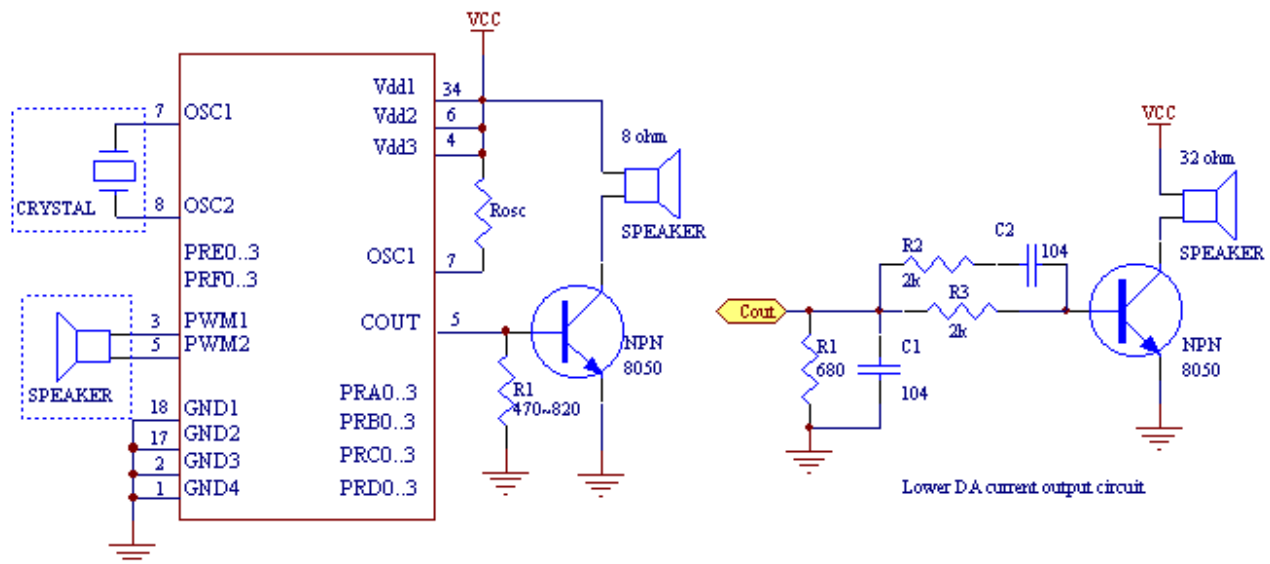 VCC
Vdd1 34
Vdd2 6
Vdd3 4
7 OSC1
CRYSTAL
8 OSC2
PRE0..3
PRF0..3
Rosc
OSC1 7
8 ohm
SPEAKER
3 PWM1
5 PWM2
SPEAKER
COUT 5
NPN
8050
R1
470~820
18 GND1
17 GND2
2 GND3
1 GND4
PRA0..3
PRB0..3
PRC0..3
PRD0..3
VCC
32 ohm
SPEAKER
R2
2k
C2
104
R3
2k
Cout
R1
680
C1
104
NPN
8050
Lower DA current output circuit